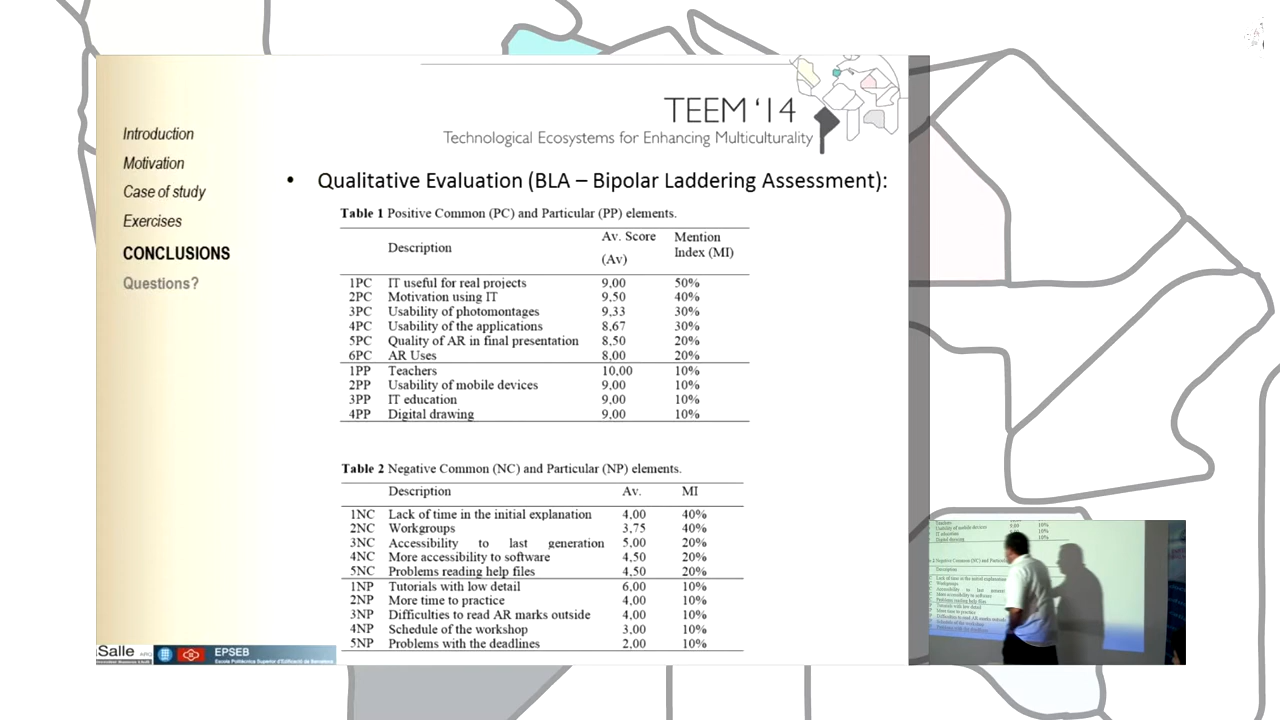 TEEM '14
Technological Ecosystems for Enhancing Multiculturality
Introduction
Motivation
Case of study
Exercises
CONCLUSIONS
Questions?
• Qualitative Evaluation (BLA – Bipolar Laddering Assessment):
Table 1 Positive Common (PC) and Particular (PP) elements.
Description Av. Score (Av) Mention Index (MI)
1PC IT useful for real projects 9,00 50%
2PC Motivation using IT 9,50 40%
3PC Usability of photomontages 9,33 30%
4PC Usability of the applications 8,67 30%
5PC Quality of AR in final presentation 8,50 20%
6PC AR Uses 8,00 20%
1PP Teachers 10,00 10%
2PP Usability of mobile devices 9,00 10%
3PP IT education 9,00 10%
4PP Digital drawing 9,00 10%
Table 2 Negative Common (NC) and Particular (NP) elements.
Description Av. MI
1NC Lack of time in the initial explanation 4,00 40%
2NC Workgroups 3,75 40%
3NC Accessibility to last generation 5,00 20%
4NC More accessibility to software 4,50 20%
5NC Problems reading help files 4,50 20%
1NP Tutorials with low detail 6,00 10%
2NP More time to practice 4,00 10%
3NP Difficulties to read AR marks outside 4,00 10%
4NP Schedule of the workshop 3,00 10%
5NP Problems with the deadlines 2,00 10%
Salle ARQ
EPSEB
Escola Politècnica Superior d'Edificació de Barcelona